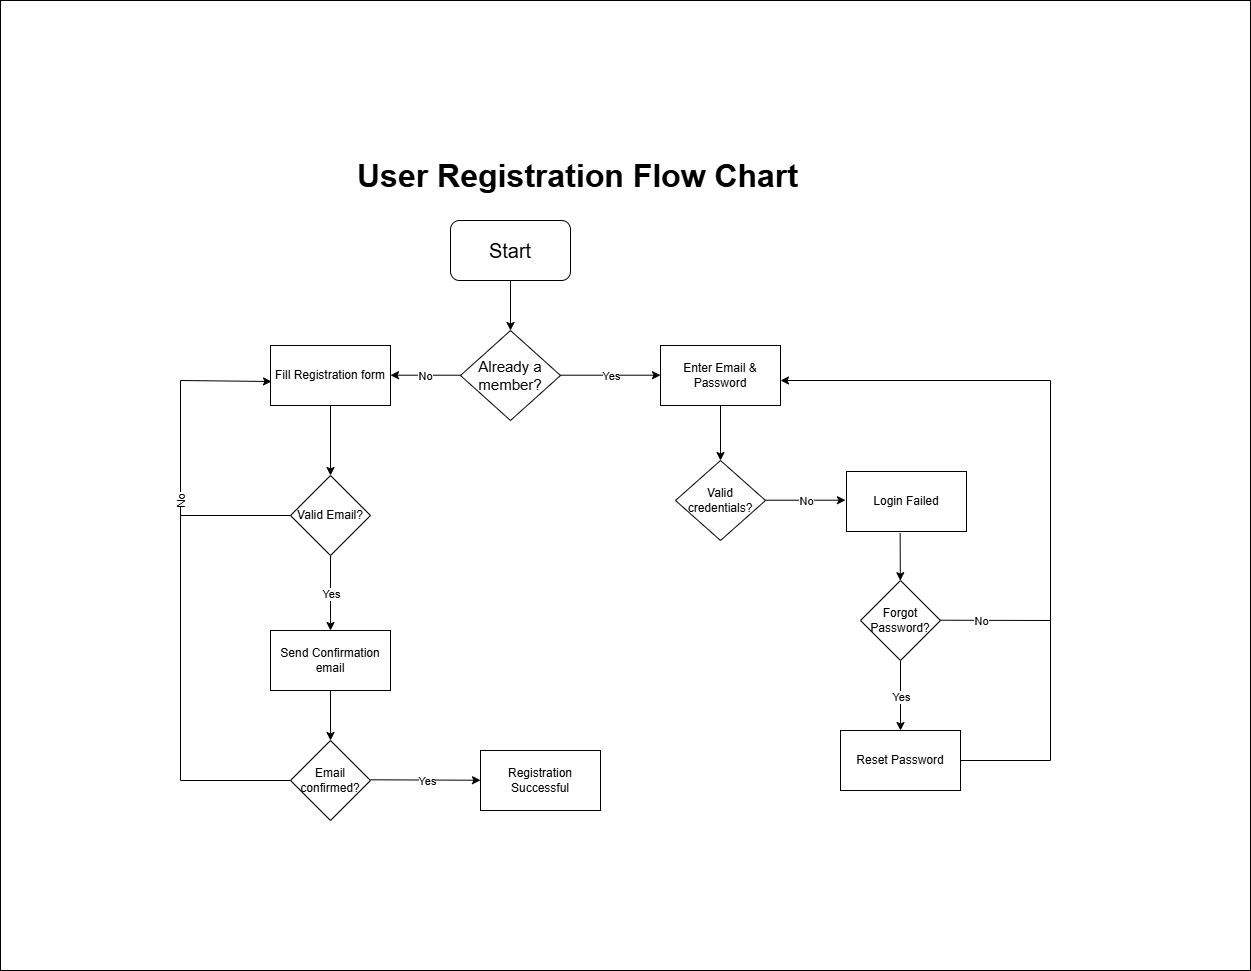 User Registration Flow Chart
Start
Already a
member?
No
Yes
Fill Registration form
Enter Email &
Password
Valid Email?
No
Yes
Send Confirmation
email
Email
confirmed?
Yes
Registration
Successful
Valid
credentials?
No
Login Failed
Forgot
Password?
No
Yes
Reset Password